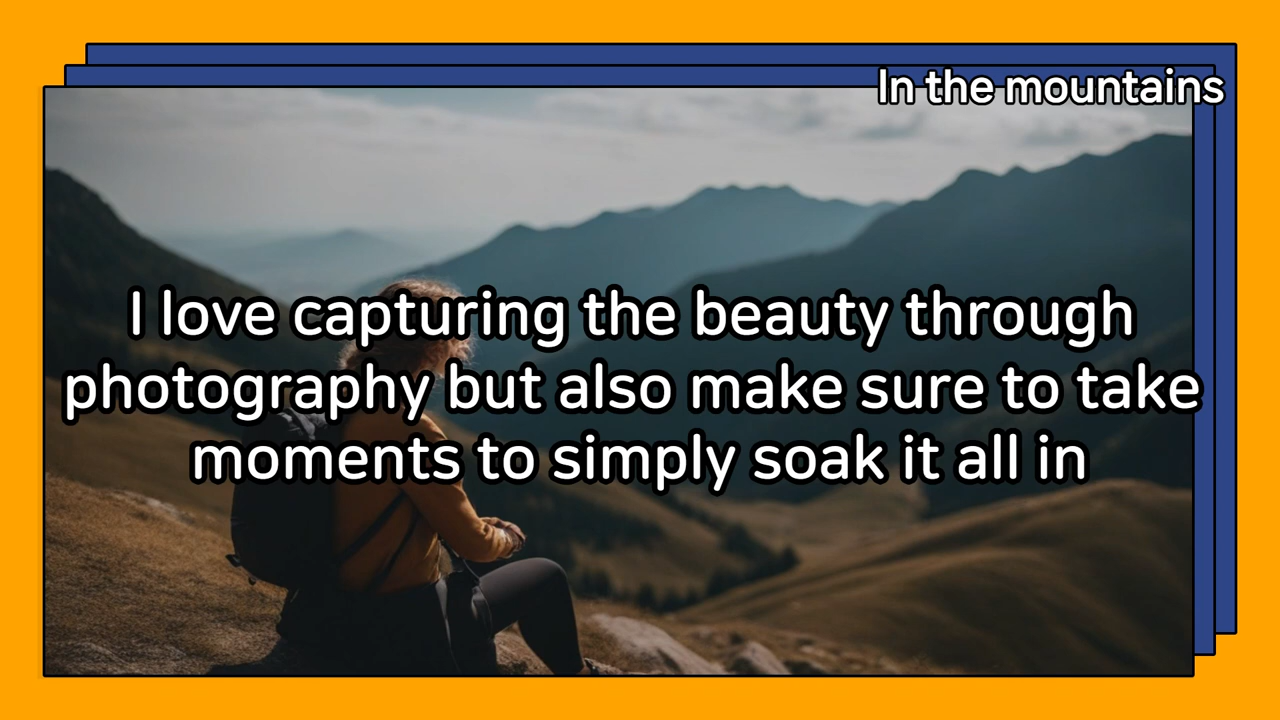 In the mountains
I love capturing the beauty through
photography but also make sure to take
moments to simply soak it all in